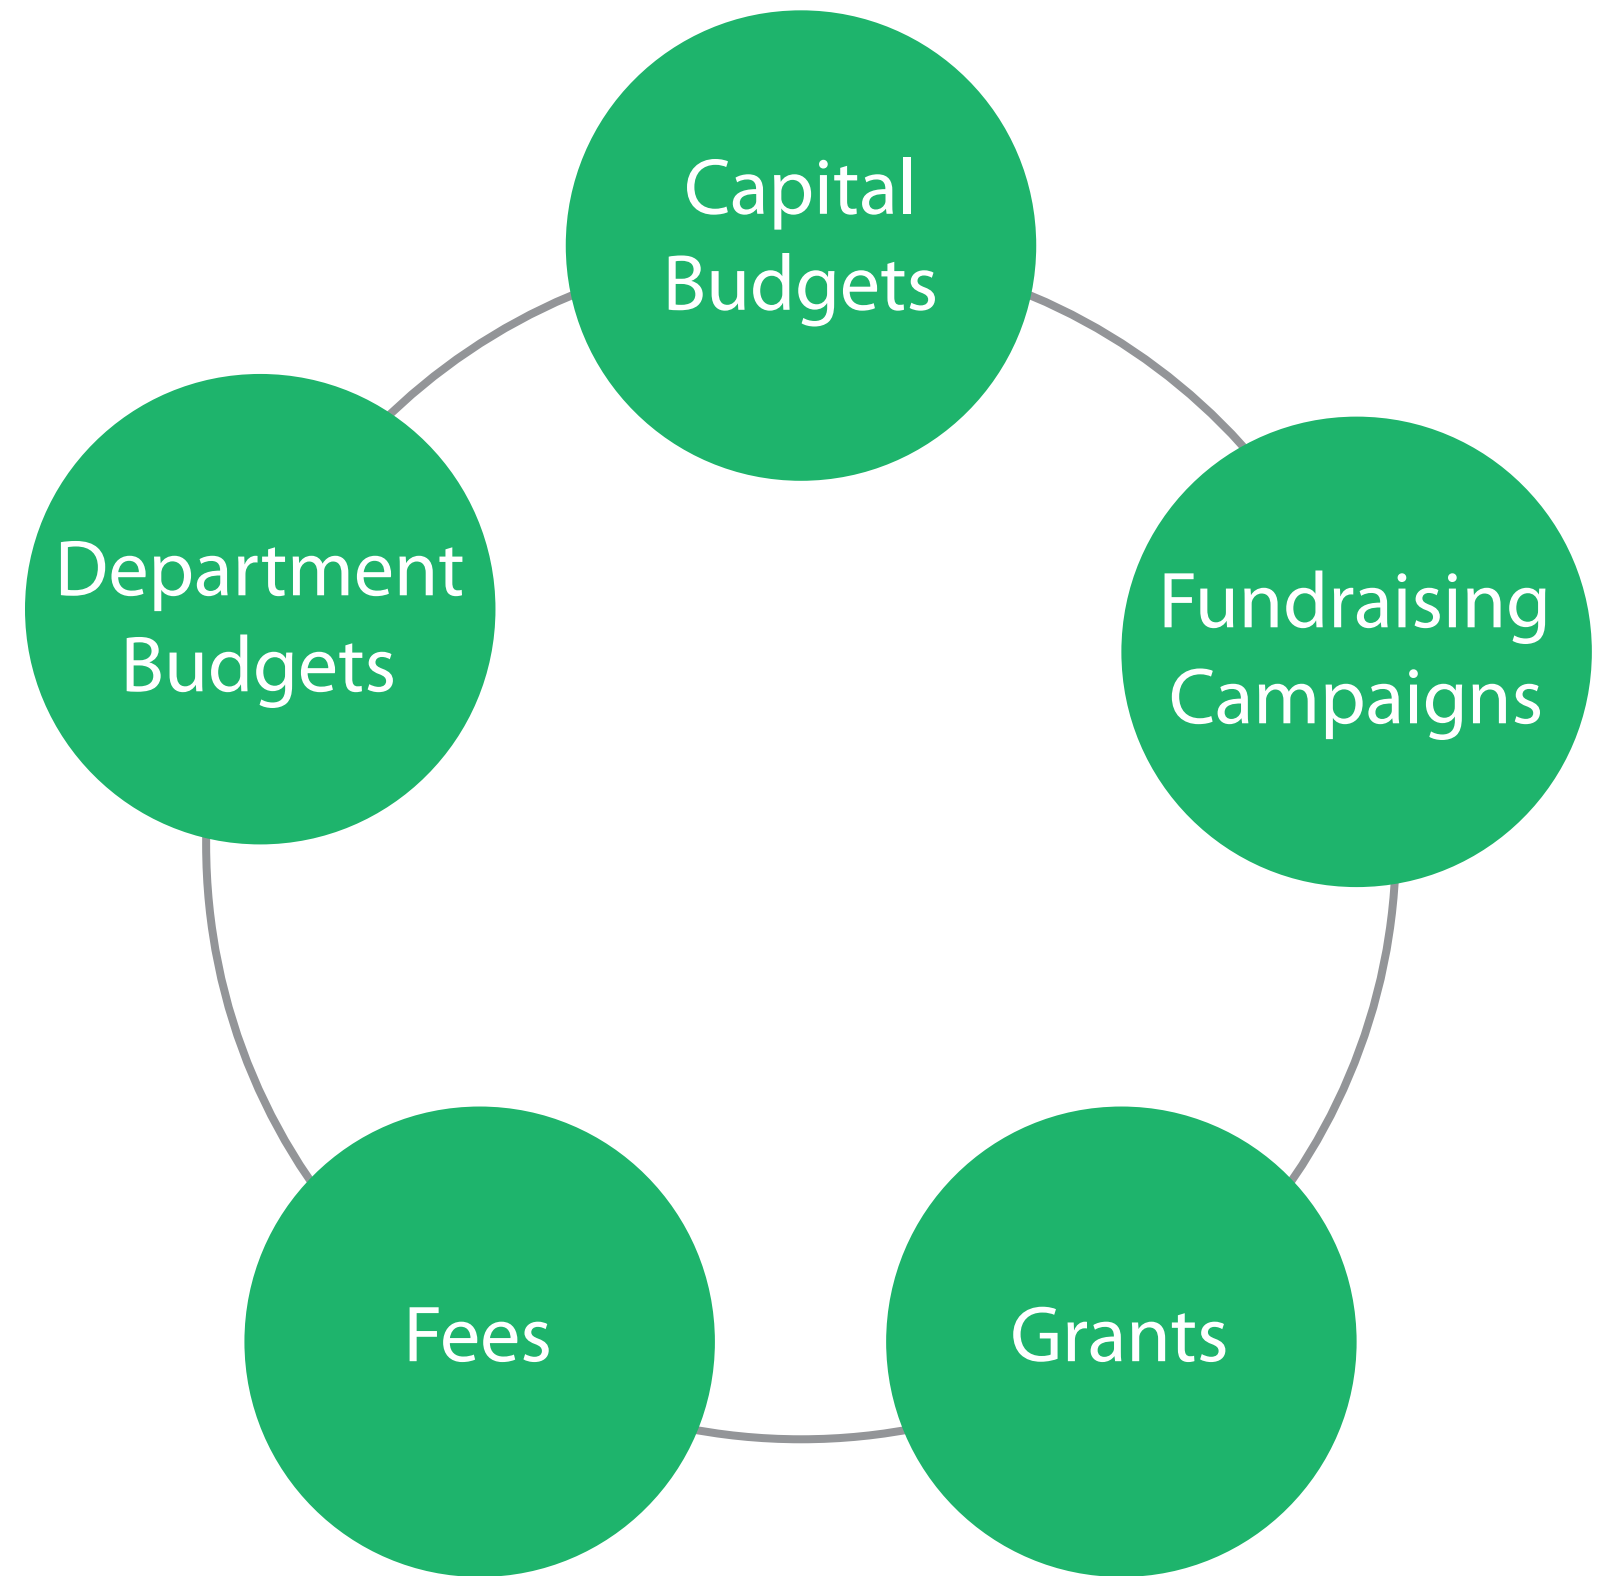 Capital
Budgets
Department
Budgets
Fundraising
Campaigns
Fees
Grants